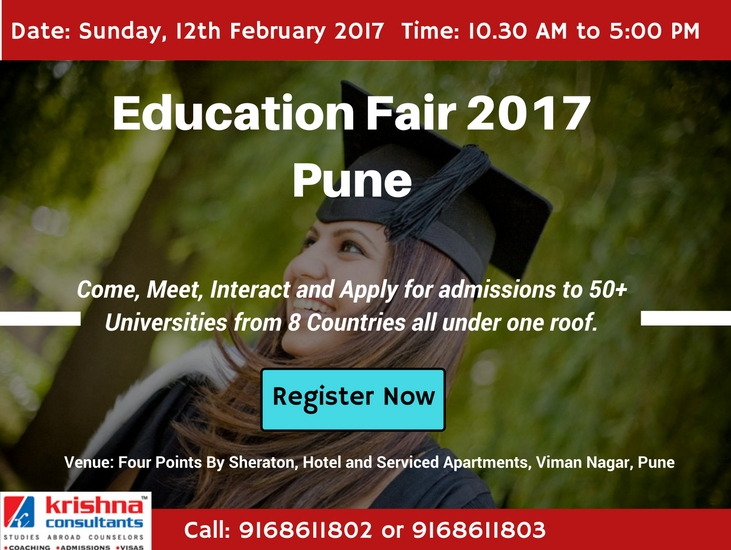 Date: Sunday, 12th February 2017 Time: 10.30 AM to 5:00 PM
Education Fair 2017
Pune
Come, Meet, Interact and Apply for admissions to 50+
Universities from 8 Countries all under one roof.
Register Now
Venue: Four Points By Sheraton, Hotel and Serviced Apartments, Viman Nagar, Pune
krishna™
consultants
STUDIES ABROAD COUNSELORS
•COACHING •ADMISSIONS •VISAS
Call: 9168611802 or 9168611803